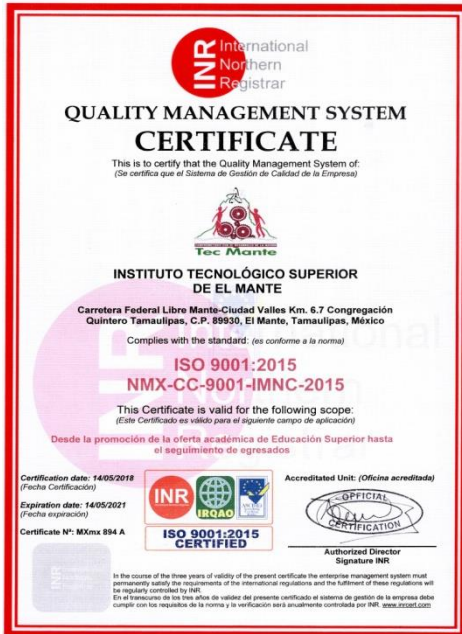 INR International
Northern
Registrar
QUALITY MANAGEMENT SYSTEM
CERTIFICATE
This is to certify that the Quality Management System of:
(Se certifica que el Sistema de Gestión de Calidad de la Empresa)
Tec Mante
INSTITUTO TECNOLÓGICO SUPERIOR
DE EL MANTE
Carretera Federal Libre Mante-Ciudad Valles Km. 6.7 Congregación
Quintero Tamaulipas, C.P. 89930, El Mante, Tamaulipas, México
Complies with the standard: (es conforme a la norma)
ISO 9001:2015
NMX-CC-9001-IMNC-2015
This Certificate is valid for the following scope:
(Este Certificado es válido para el siguiente campo de aplicación)
Desde la promoción de la oferta académica de Educación Superior hasta
el seguimiento de egresados
Certification date: 14/05/2018
(Fecha Certificación)
Expiration date: 14/05/2021
(Fecha expiración)
Certificate Nº: MXmx 894 A
INR
IRQAO
ISO 9001:2015
CERTIFIED
Accredited Unit: (Oficina acreditada)
OFFICIAL
CERTIFICATION
Authorized Director
Signature INR
In the course of the three years of validity of the present certificate the enterprise management system must
permanently satisfy the requirements of the international regulations and the fulfilment of these regulations will
be regularly controlled by INR.
En el transcurso de los tres años de validez del presente certificado el sistema de gestión de la empresa debe
cumplir con los requisitos de la norma y la verificación será anualmente controlada por INR. www.inrcert.com